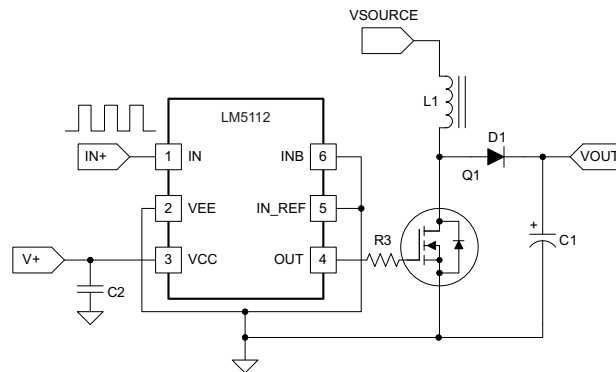 VSOURCE
L1
LM5112
D1
IN+
1
IN
INB
6
VOUT
Q1
2
VEE
IN_REF
5
R3
+
C1
V+
3
VCC
OUT
4
C2